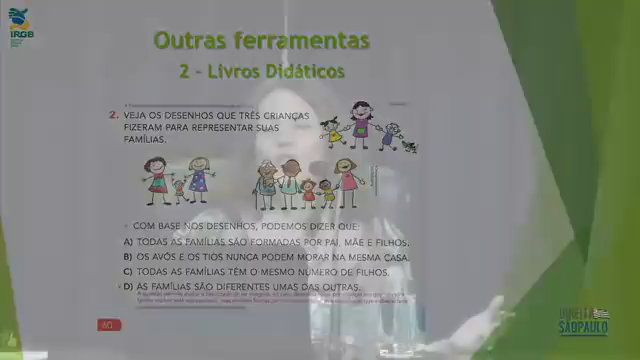 IRGB
Outras ferramentas
2 - Livros Didáticos
2. VEJA OS DESENHOS QUE TRÊS CRIANÇAS
FIZERAM PARA REPRESENTAR SUAS
FAMÍLIAS.
COM BASE NOS DESENHOS, PODEMOS DIZER QUE:
A) TODAS AS FAMÍLIAS SÃO FORMADAS POR PAI, MÃE E FILHOS.
B) OS AVÓS E OS TIOS NUNCA PODEM MORAR NA MESMA CASA.
C) TODAS AS FAMÍLIAS TÊM O MESMO NÚMERO DE FILHOS.
D) AS FAMÍLIAS SÃO DIFERENTES UMAS DAS OUTRAS.
60
DIREITA
SÃOPAULO